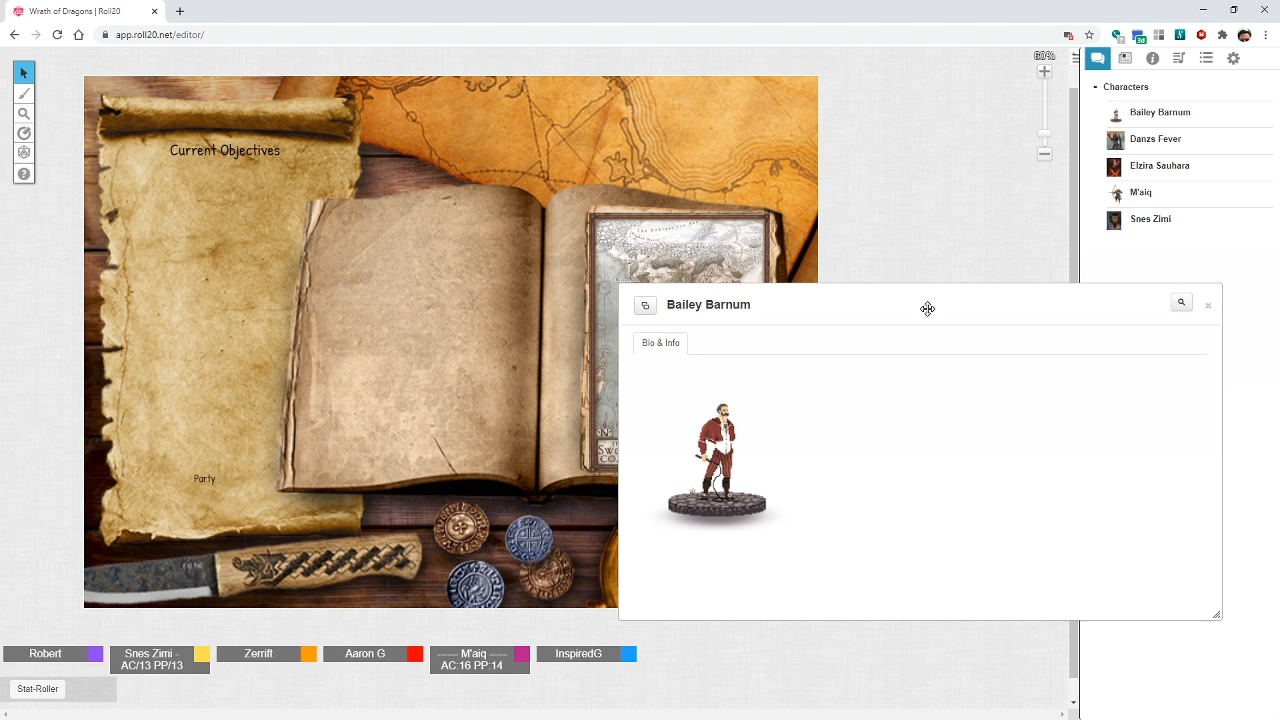 Wrath of Dragons | Roll20
app.roll20.net/editor/
60%
Current Objectives
Party
Characters
Bailey Barnum
Danzs Fever
Elzira Sauhara
M'aiq
Snes Zimi
Bailey Barnum
Bio & Info
Robert
Snes Zimi -
AC/13 PP/13
Zerrift
Aaron G
------ M'aiq ------
AC:16 PP:14
InspiredG
Stat-Roller